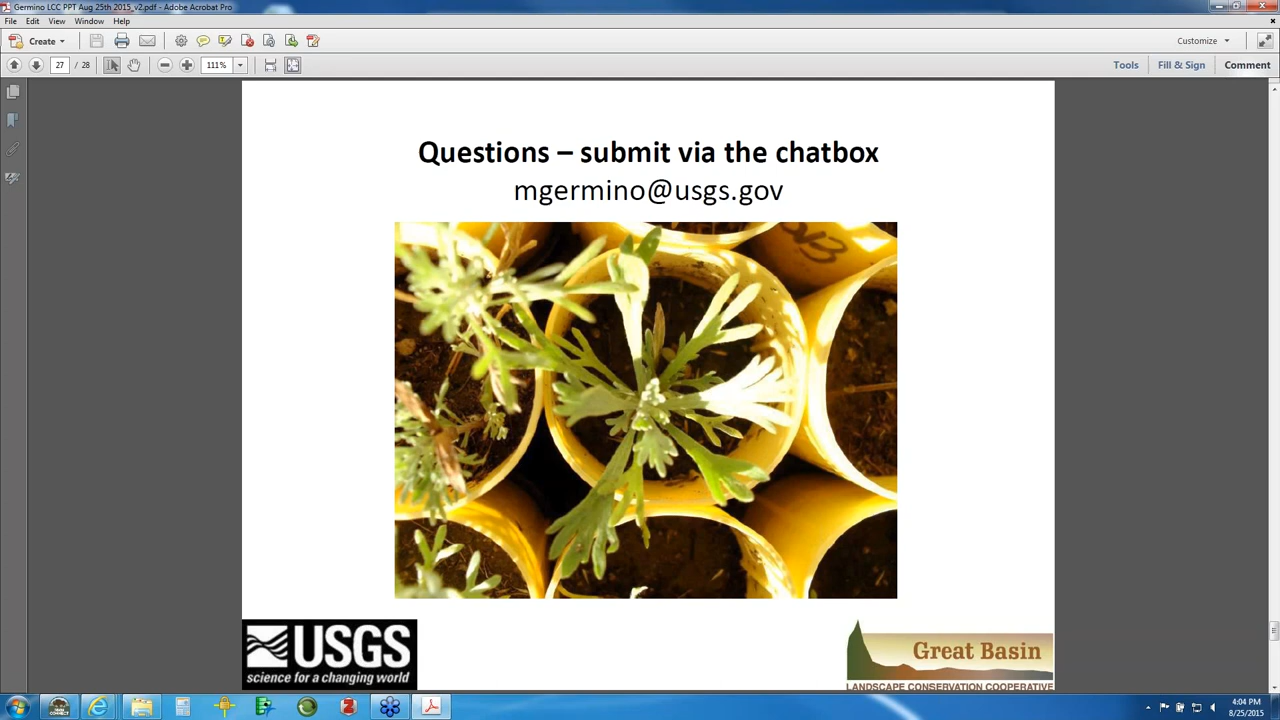 Germino LCC PPT Aug 25th 2015_v2.pdf - Adobe Acrobat Pro
File Edit View Window Help
Create
Customize
27 / 28
111%
Tools
Fill & Sign
Comment
Questions – submit via the chatbox
mgermino@usgs.gov
USGS
science for a changing world
Great Basin
LANDSCAPE CONSERVATION COOPERATIVE
4:04 PM
8/25/2015